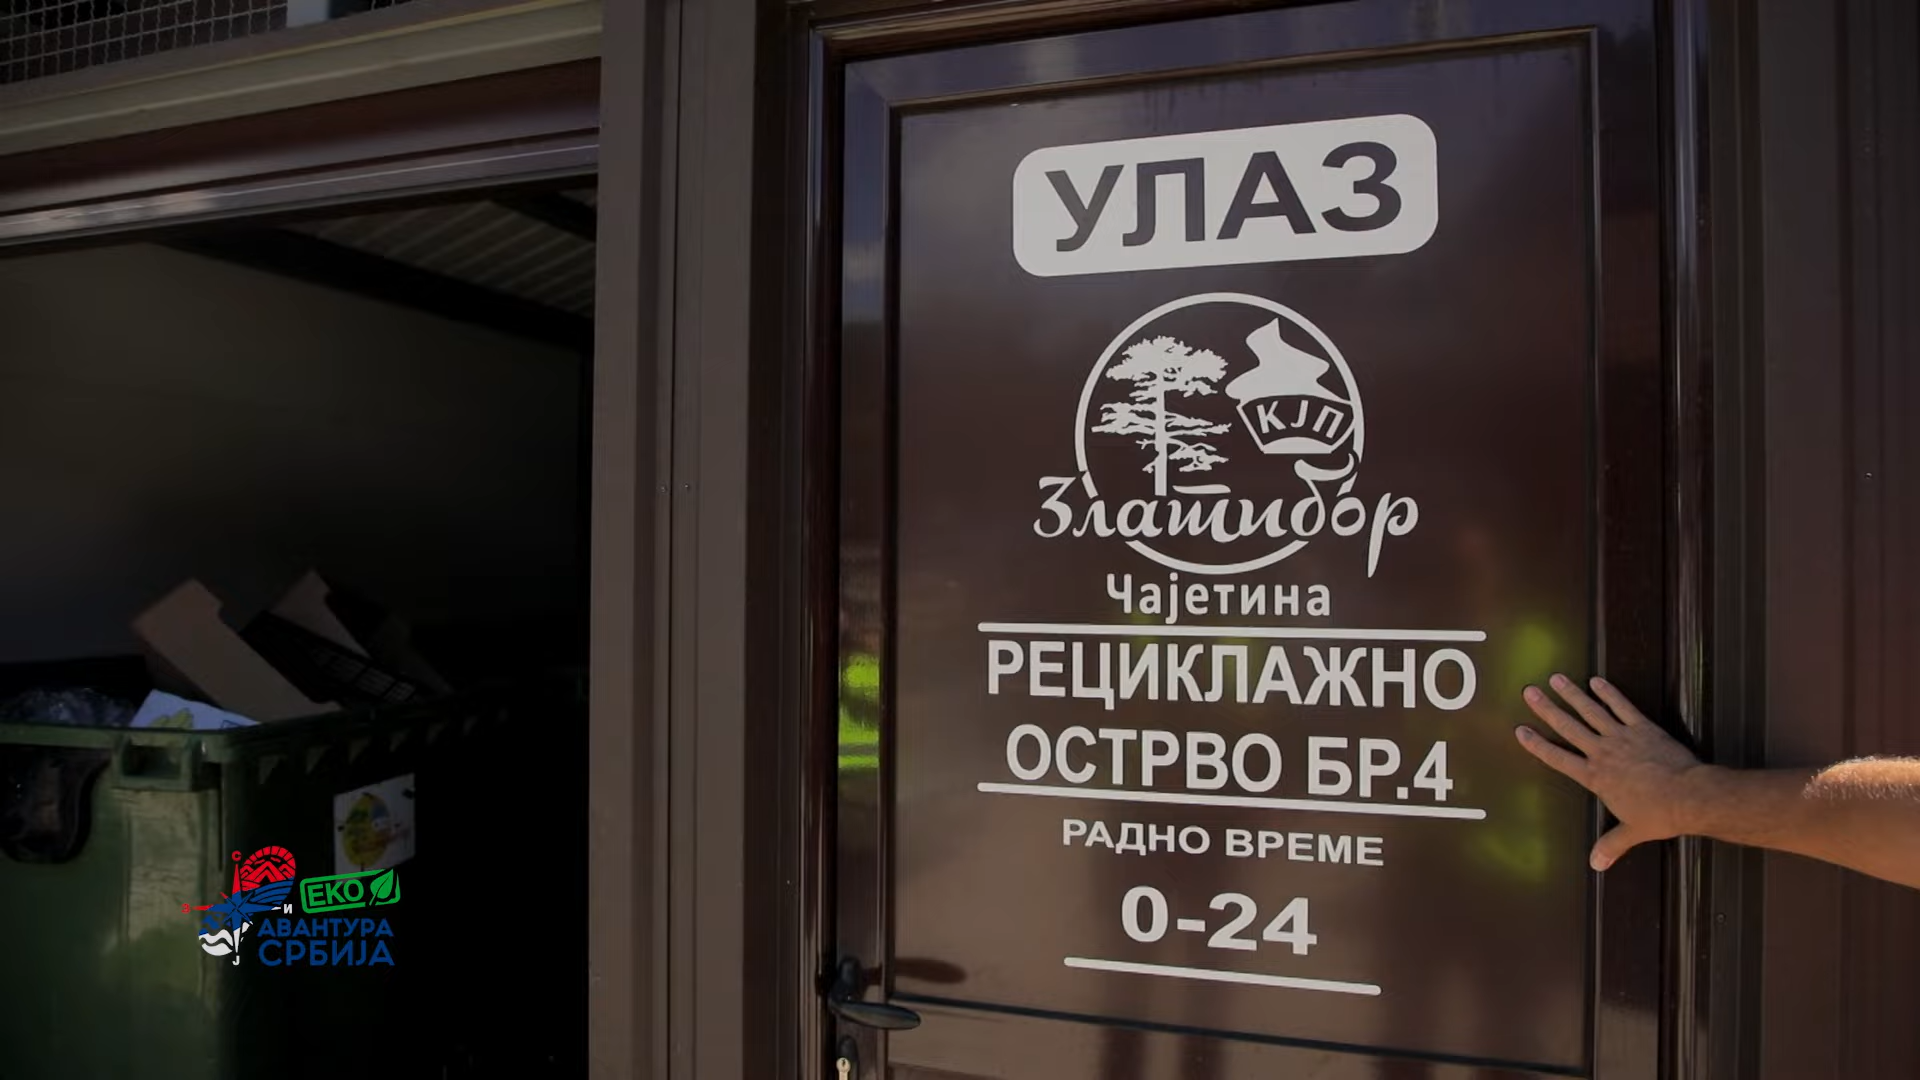 УЛАЗ
КЈП
Златибор
Чајетина
РЕЦИКЛАЖНО
ОСТРВО БР.4
РАДНО ВРЕМЕ
0-24
С
З
И
Ј
ЕКО
АВАНТУРА
СРБИЈА